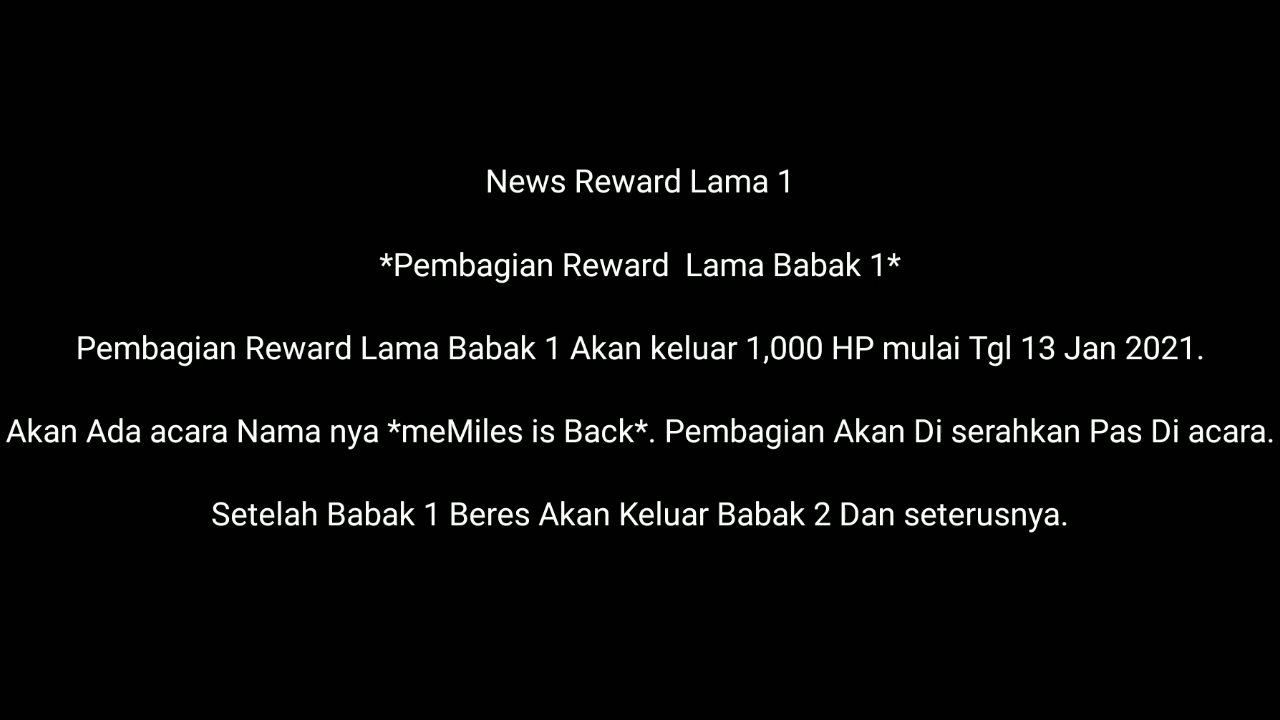 News Reward Lama 1
*Pembagian Reward  Lama Babak 1*
Pembagian Reward Lama Babak 1 Akan keluar 1,000 HP mulai Tgl 13 Jan 2021.
Akan Ada acara Nama nya *meMiles is Back*. Pembagian Akan Di serahkan Pas Di acara.
Setelah Babak 1 Beres Akan Keluar Babak 2 Dan seterusnya.